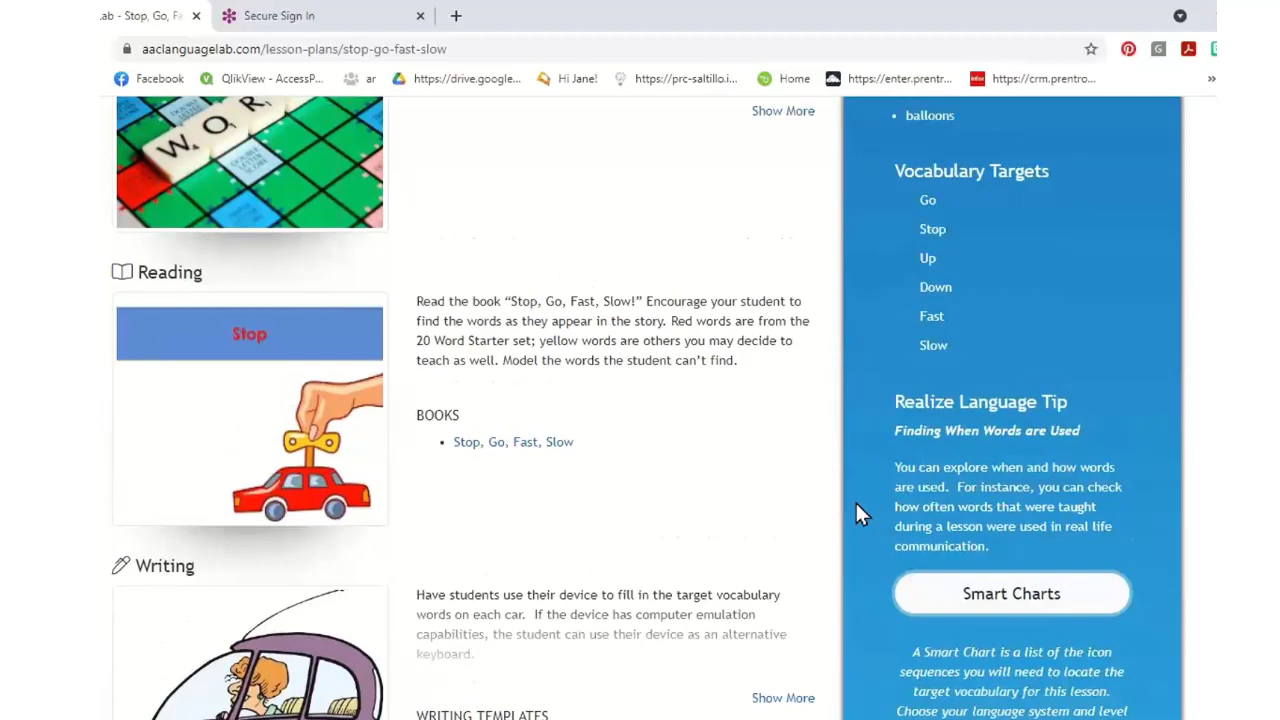 .ab - Stop, Go, Fa
Secure Sign In
aaclanguagelab.com/lesson-plans/stop-go-fast-slow
Facebook
QlikView - AccessP...
ar
https://drive.google...
Hi Jane!
https://prc-saltillo....
Home
https://enter.prentr...
https://crm.prentro...
»
WOR
DOUBLE LETTER SCORE
Show More
Reading
Stop
Read the book “Stop, Go, Fast, Slow!” Encourage your student to
find the words as they appear in the story. Red words are from the
20 Word Starter set; yellow words are others you may decide to
teach as well. Model the words the student can’t find.
BOOKS
• Stop, Go, Fast, Slow
Writing
Have students use their device to fill in the target vocabulary
words on each car.  If the device has computer emulation
capabilities, the student can use their device as an alternative
keyboard.
Show More
WRITING TEMPLATES
• balloons
Vocabulary Targets
Go
Stop
Up
Down
Fast
Slow
Realize Language Tip
Finding When Words are Used
You can explore when and how words
are used.  For instance, you can check
how often words that were taught
during a lesson were used in real life
communication.
Smart Charts
A Smart Chart is a list of the icon
sequences you will need to locate the
target vocabulary for this lesson.
Choose your language system and level